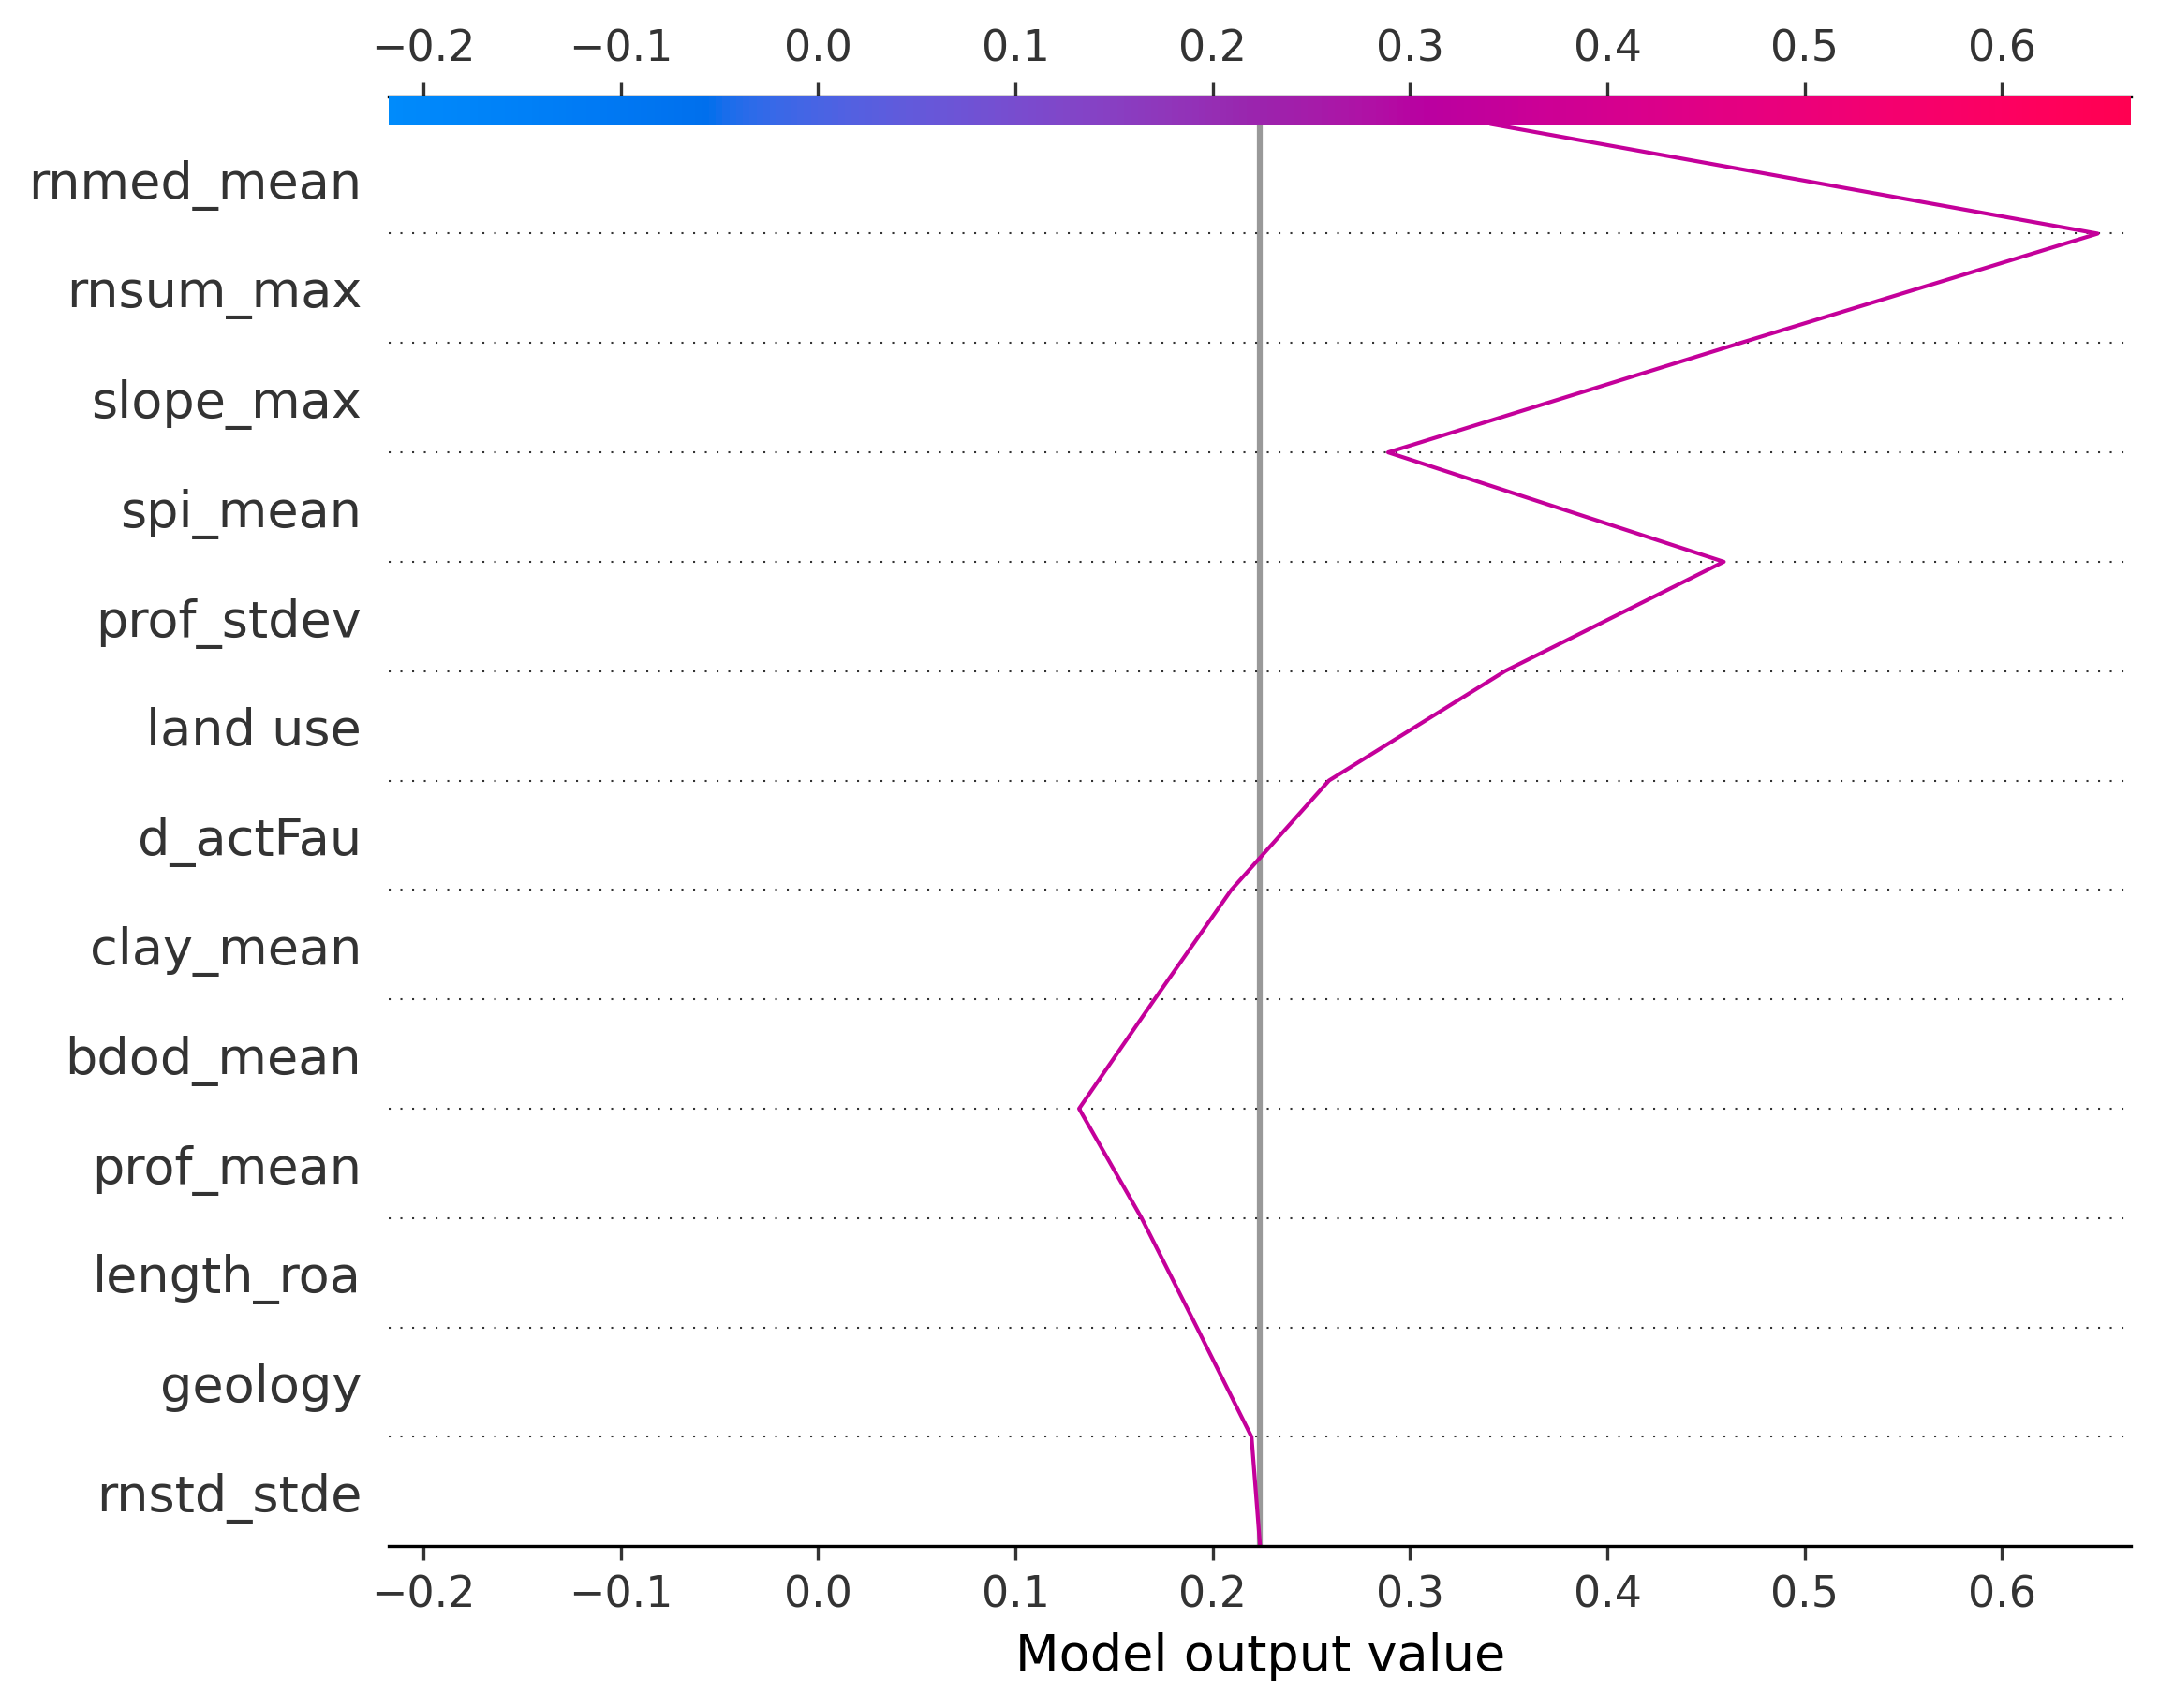 −0.2 −0.1 0.0 0.1 0.2 0.3 0.4 0.5 0.6
rnmed_mean
rnsum_max
slope_max
spi_mean
prof_stdev
land use
d_actFau
clay_mean
bdod_mean
prof_mean
length_roa
geology
rnstd_stde
−0.2 −0.1 0.0 0.1 0.2 0.3 0.4 0.5 0.6
Model output value